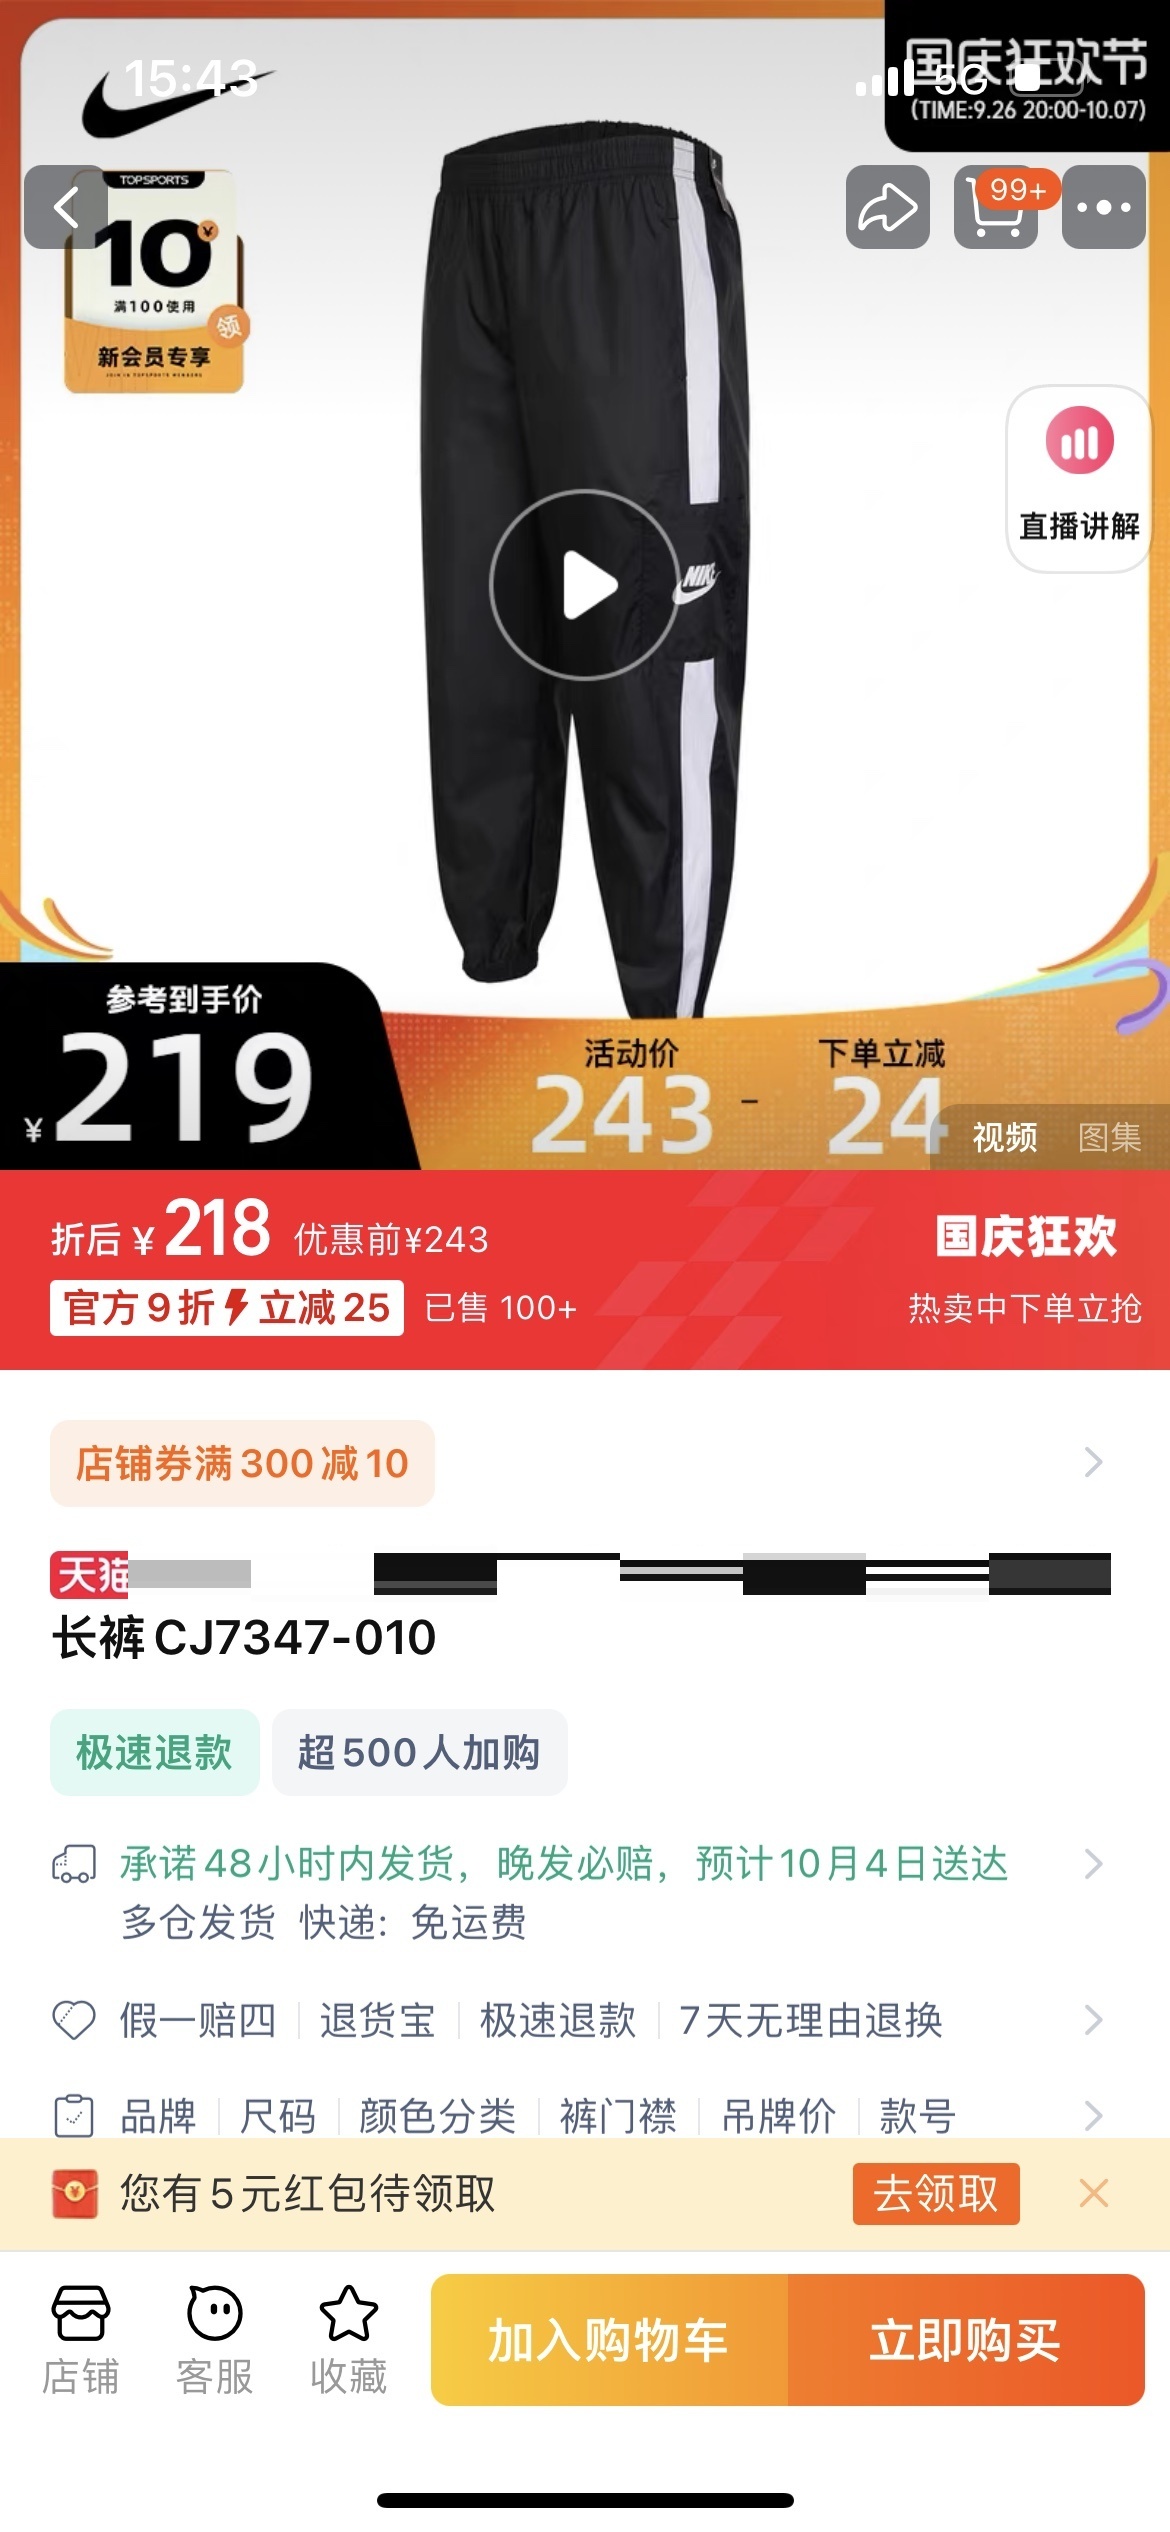 15:43
5G
国庆狂欢节
(TIME:9.26 20:00-10.07)
TOPSPORTS
10¥
满100使用
领
新会员专享
99+
直播讲解
NIKE
参考到手价
¥219
活动价
243
-
下单立减
24
视频 图集
折后 ¥218 优惠前¥243
国庆狂欢
官方9折 立减25 已售 100+
热卖中下单立抢
店铺券满300减10
天猫
长裤CJ7347-010
极速退款 超500人加购
承诺48小时内发货，晚发必赔，预计10月4日送达
多仓发货 快递：免运费
假一赔四 退货宝 极速退款 7天无理由退换
品牌 尺码 颜色分类 裤门襟 吊牌价 款号
您有5元红包待领取 去领取
店铺 客服 收藏 加入购物车 立即购买